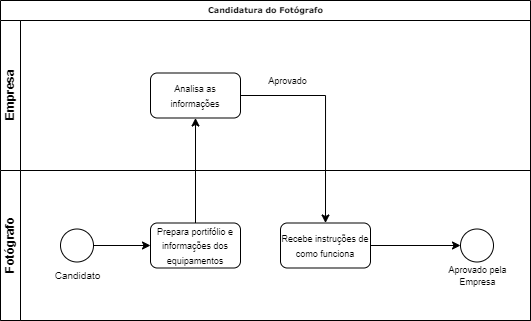 Candidatura do Fotógrafo
Empresa
Analisa as
informações
Aprovado
Fotógrafo
Candidato
Prepara portifólio e
informações dos
equipamentos
Recebe instruções de
como funciona
Aprovado pela
Empresa